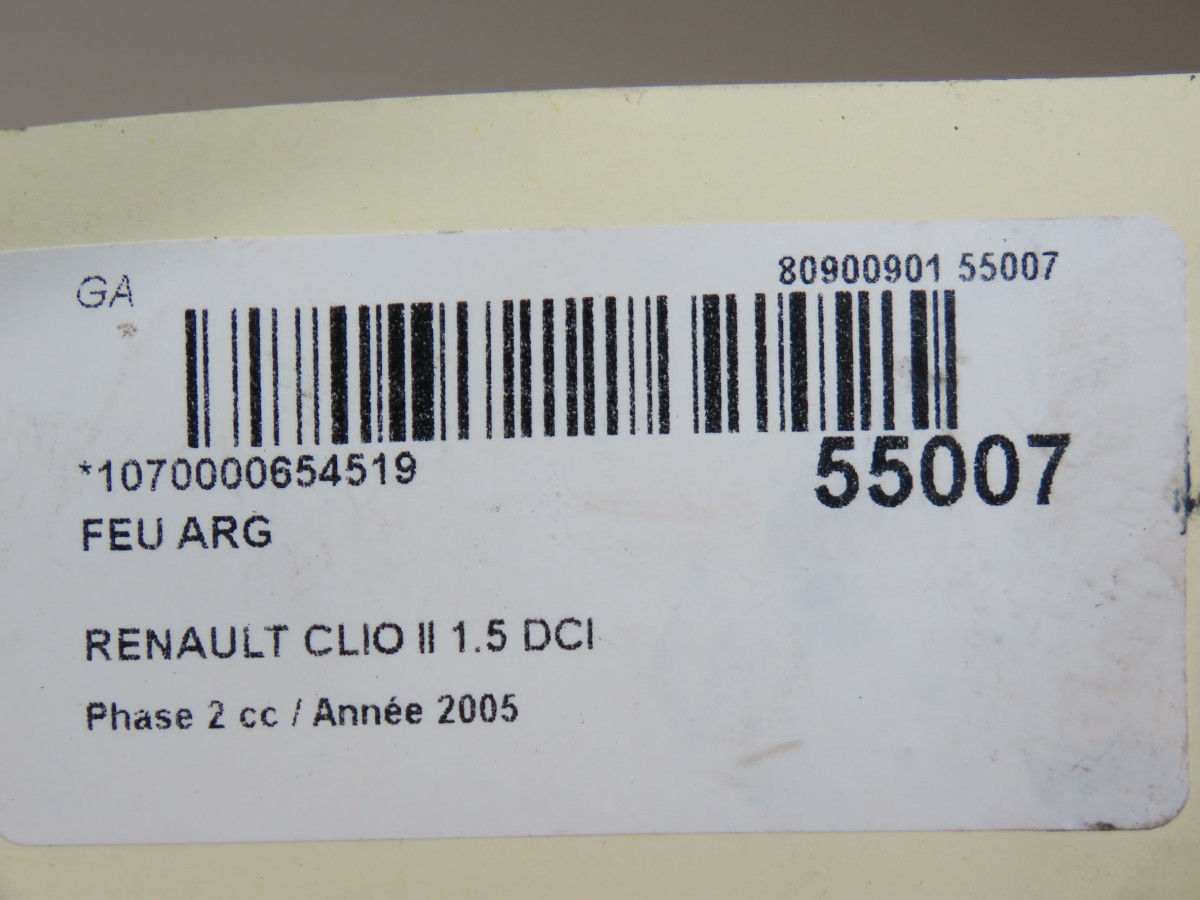 GA
80900901 55007
*1070000654519
55007
FEU ARG
RENAULT CLIO II 1.5 DCI
Phase 2 cc / Année 2005